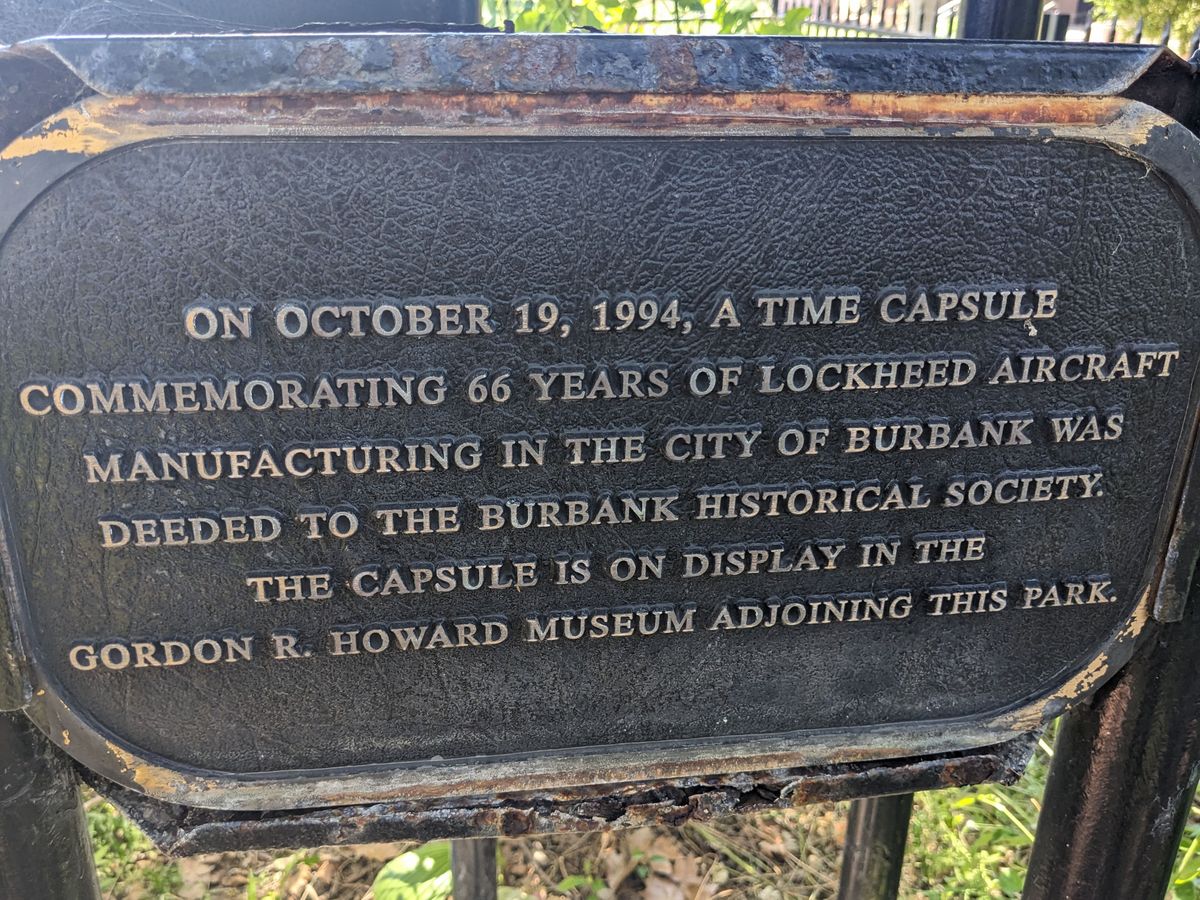 ON OCTOBER 19, 1994, A TIME CAPSULE
COMMEMORATING 66 YEARS OF LOCKHEED AIRCRAFT
MANUFACTURING IN THE CITY OF BURBANK WAS
DEEDED TO THE BURBANK HISTORICAL SOCIETY.
THE CAPSULE IS ON DISPLAY IN THE
GORDON R. HOWARD MUSEUM ADJOINING THIS PARK.